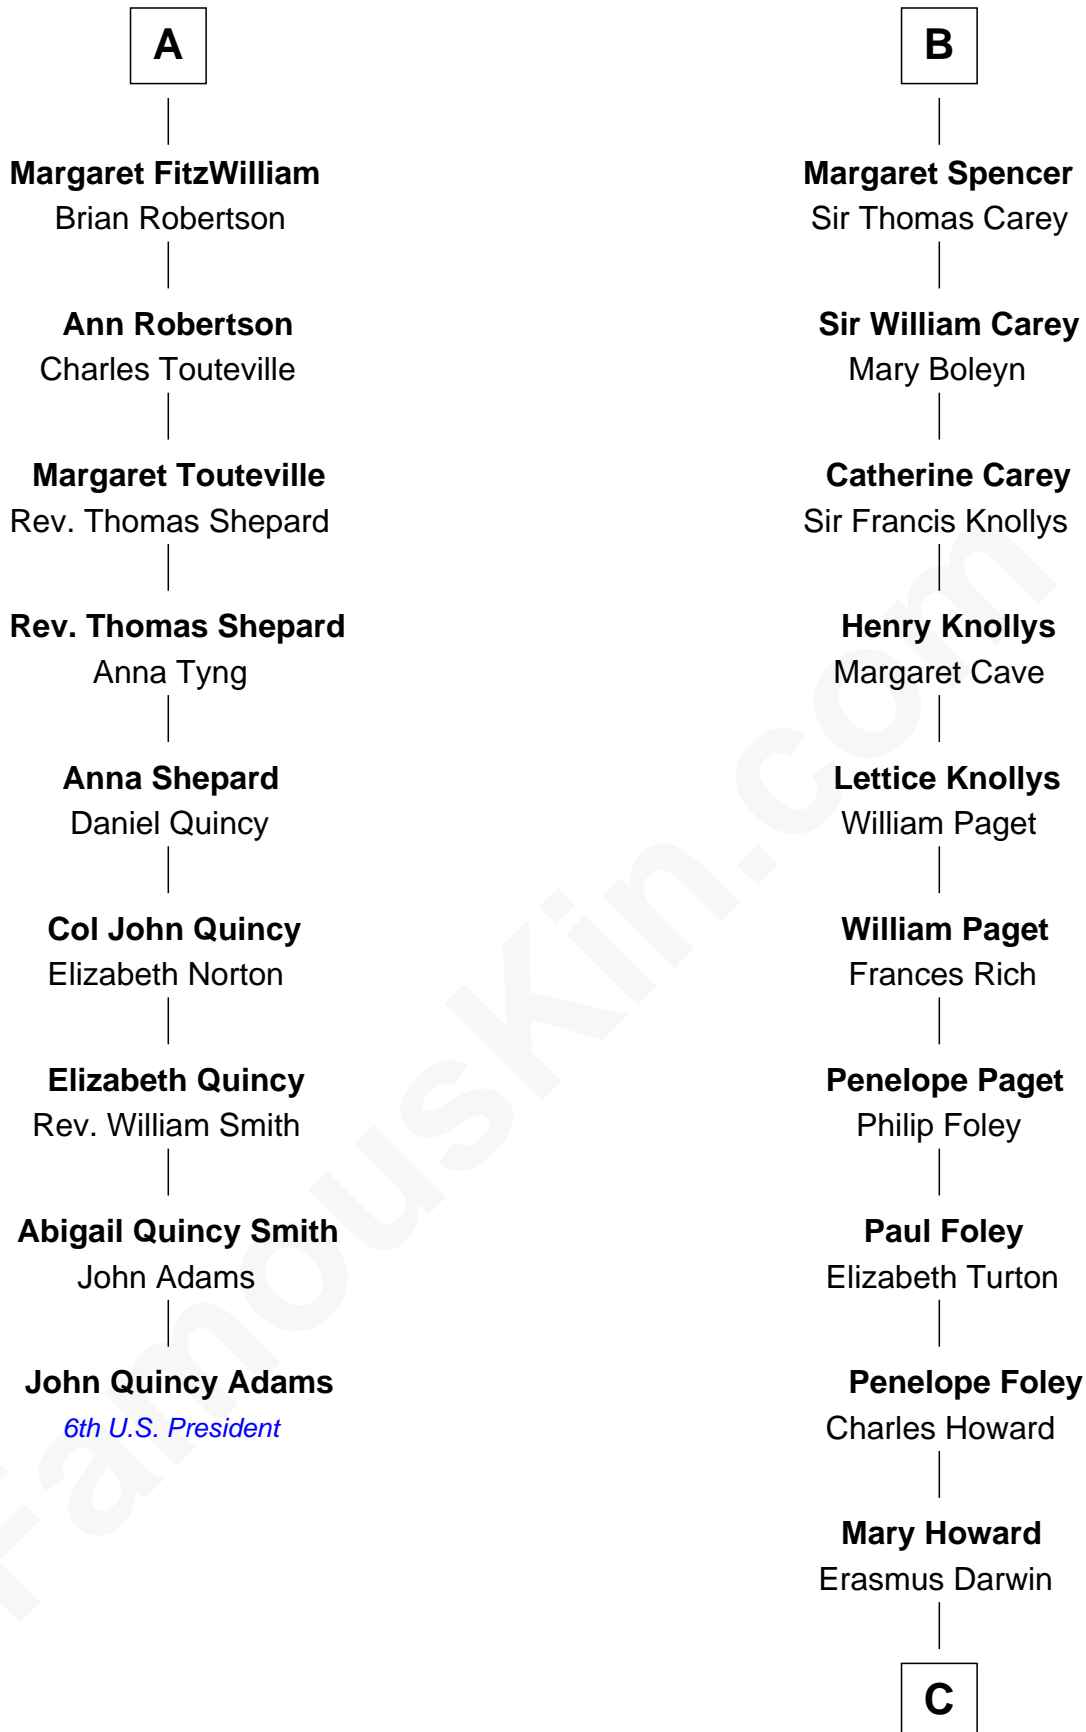 A
Margaret FitzWilliam
Brian Robertson
Ann Robertson
Charles Touteville
Margaret Touteville
Rev. Thomas Shepard
Rev. Thomas Shepard
Anna Tyng
Anna Shepard
Daniel Quincy
Col John Quincy
Elizabeth Norton
Elizabeth Quincy
Rev. William Smith
Abigail Quincy Smith
John Adams
John Quincy Adams
6th U.S. President
B
Margaret Spencer
Sir Thomas Carey
Sir William Carey
Mary Boleyn
Catherine Carey
Sir Francis Knollys
Henry Knollys
Margaret Cave
Lettice Knollys
William Paget
William Paget
Frances Rich
Penelope Paget
Philip Foley
Paul Foley
Elizabeth Turton
Penelope Foley
Charles Howard
Mary Howard
Erasmus Darwin
C
FamousKin.com